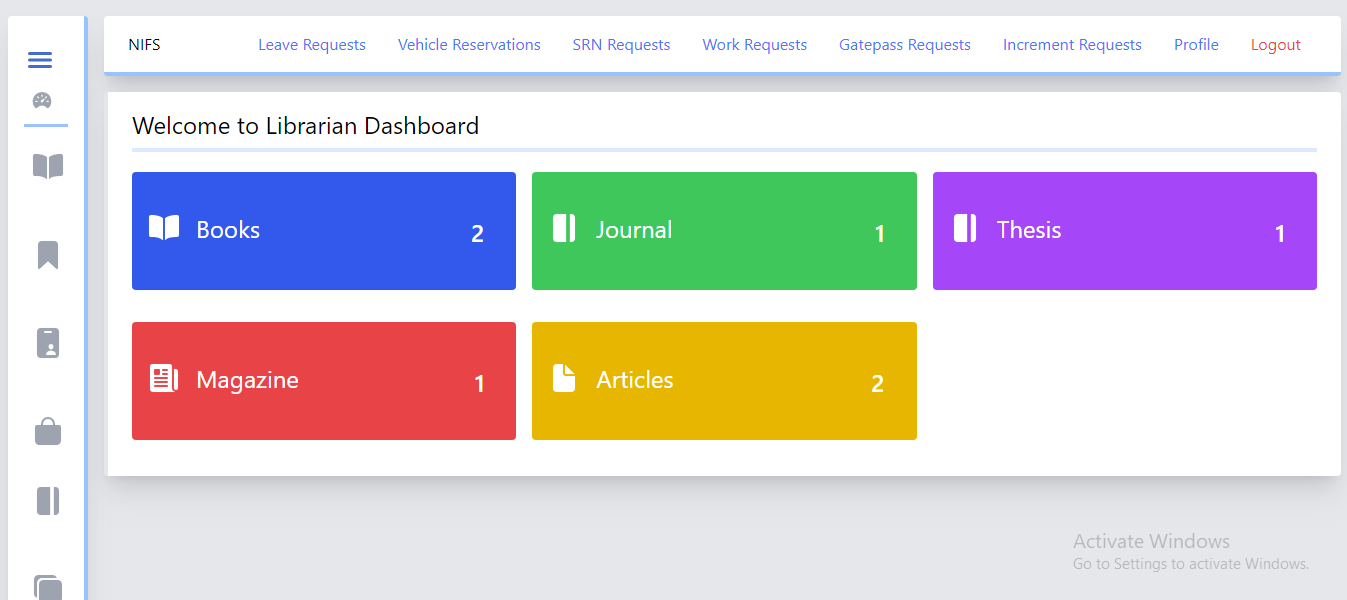 NIFS Leave Requests Vehicle Reservations SRN Requests Work Requests Gatepass Requests Increment Requests Profile Logout
Welcome to Librarian Dashboard
Books 2
Journal 1
Thesis 1
Magazine 1
Articles 2
Activate Windows
Go to Settings to activate Windows.